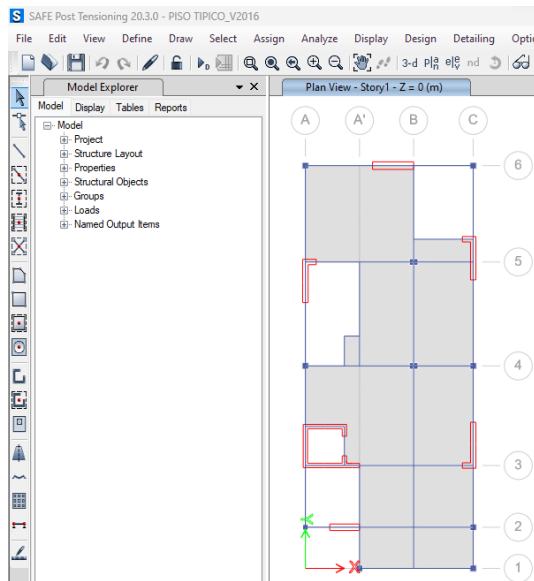 S SAFE Post Tensioning 20.3.0 - PISO TIPICO_V2016
File Edit View Define Draw Select Assign Analyze Display Design Detailing Opti
3-d nd
Model Explorer
Plan View - Story1 - Z = 0 (m)
Model Display Tables Reports
Model
Project
Structure Layout
Properties
Structural Objects
Groups
Loads
Named Output Items
A A' B C
6
5
4
3
2
1
Y
X